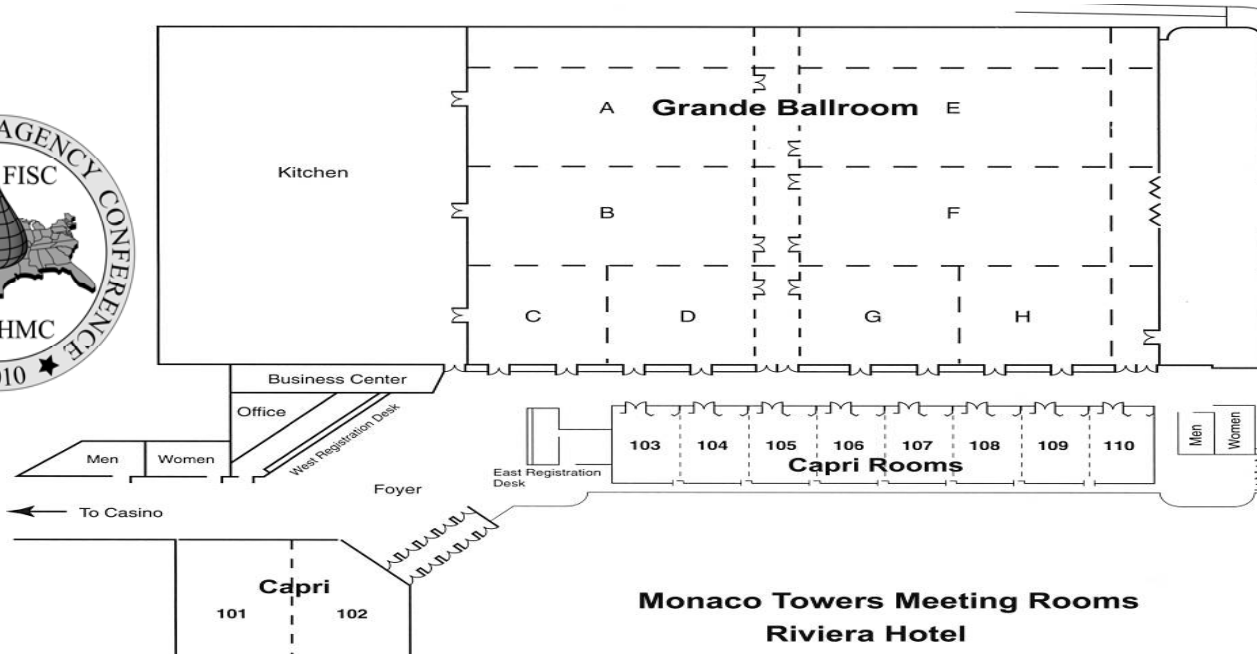 AGENCY CONFERENCE
FISC
HMC
Kitchen
A
Grande Ballroom
E
B
F
C
D
G
H
Business Center
Office
West Registration Desk
Men
Women
East Registration
Desk
103
104
105
106
107
108
109
110
Capri Rooms
Men
Women
Foyer
To Casino
Capri
101
102
Monaco Towers Meeting Rooms
Riviera Hotel